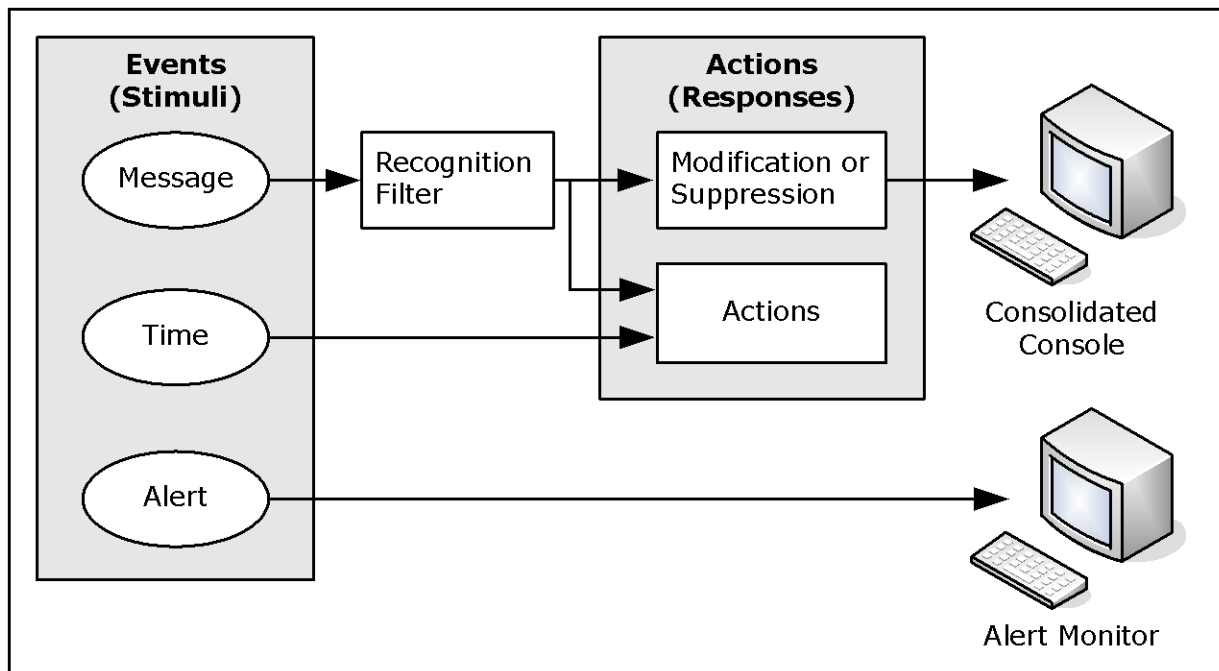 Events
(Stimuli)
Message
Time
Alert
Recognition
Filter
Actions
(Responses)
Modification or
Suppression
Actions
Consolidated
Console
Alert Monitor